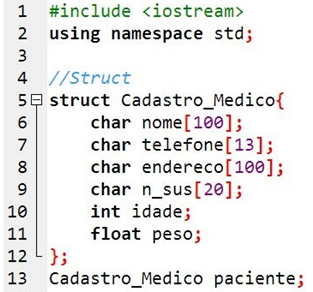 1 #include <iostream>
2 using namespace std;
3
4 //Struct
5 struct Cadastro_Medico{
6 char nome[100];
7 char telefone[13];
8 char endereco[100];
9 char n_sus[20];
10 int idade;
11 float peso;
12 };
13 Cadastro_Medico paciente;